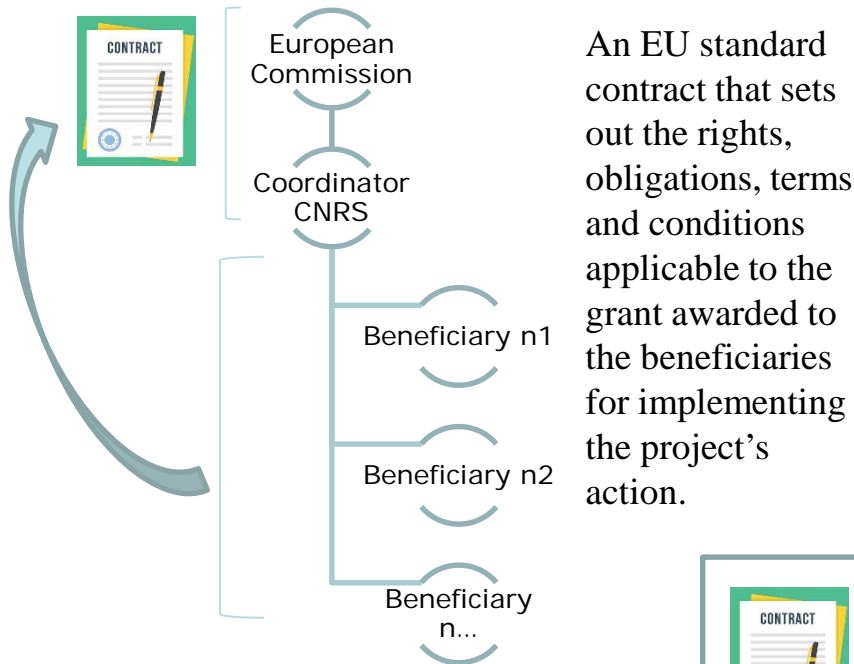 CONTRACT
European
Commission
Coordinator
CNRS
Beneficiary n1
Beneficiary n2
Beneficiary
n...
An EU standard
contract that sets
out the rights,
obligations, terms
and conditions
applicable to the
grant awarded to
the beneficiaries
for implementing
the project’s
action.
CONTRACT